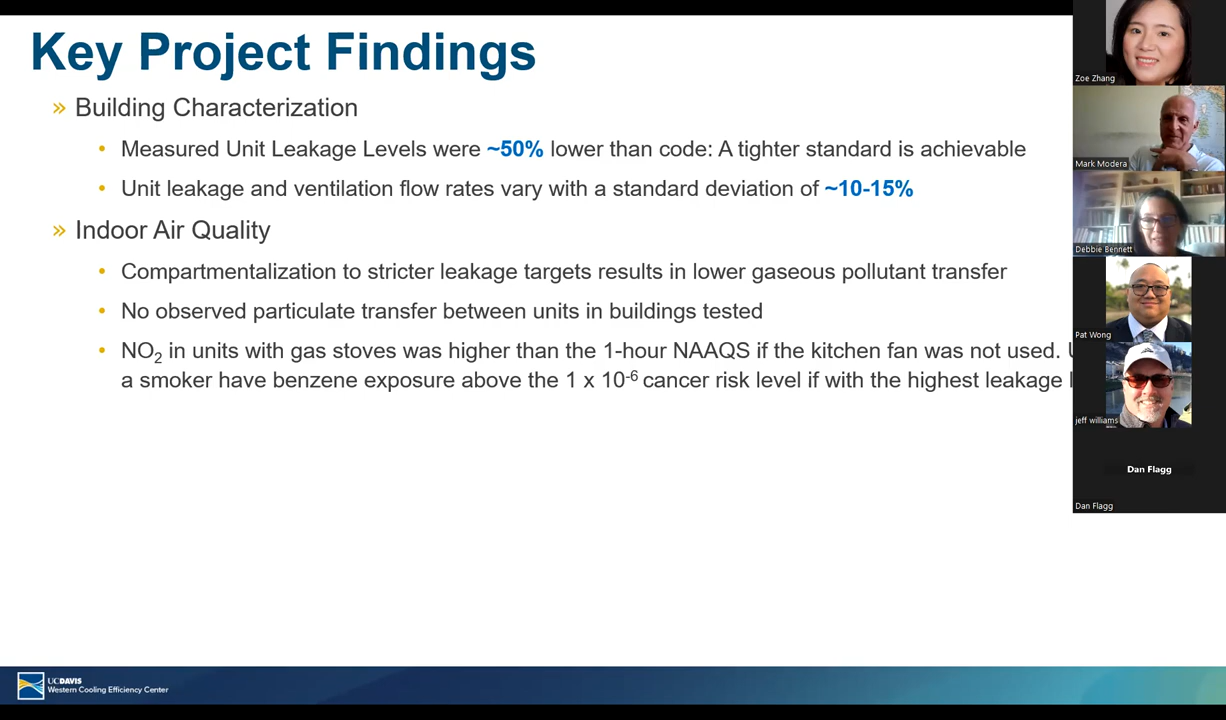 Key Project Findings
» Building Characterization
• Measured Unit Leakage Levels were ~50% lower than code: A tighter standard is achievable
• Unit leakage and ventilation flow rates vary with a standard deviation of ~10-15%
» Indoor Air Quality
• Compartmentalization to stricter leakage targets results in lower gaseous pollutant transfer
• No observed particulate transfer between units in buildings tested
• NO₂ in units with gas stoves was higher than the 1-hour NAAQS if the kitchen fan was not used.
a smoker have benzene exposure above the 1 x 10⁻⁶ cancer risk level if with the highest leakage
Zoe Zhang
Mark Modera
Debbie Bennett
Pat Wong
jeff williams
Dan Flagg
Dan Flagg
UCDAVIS
Western Cooling Efficiency Center